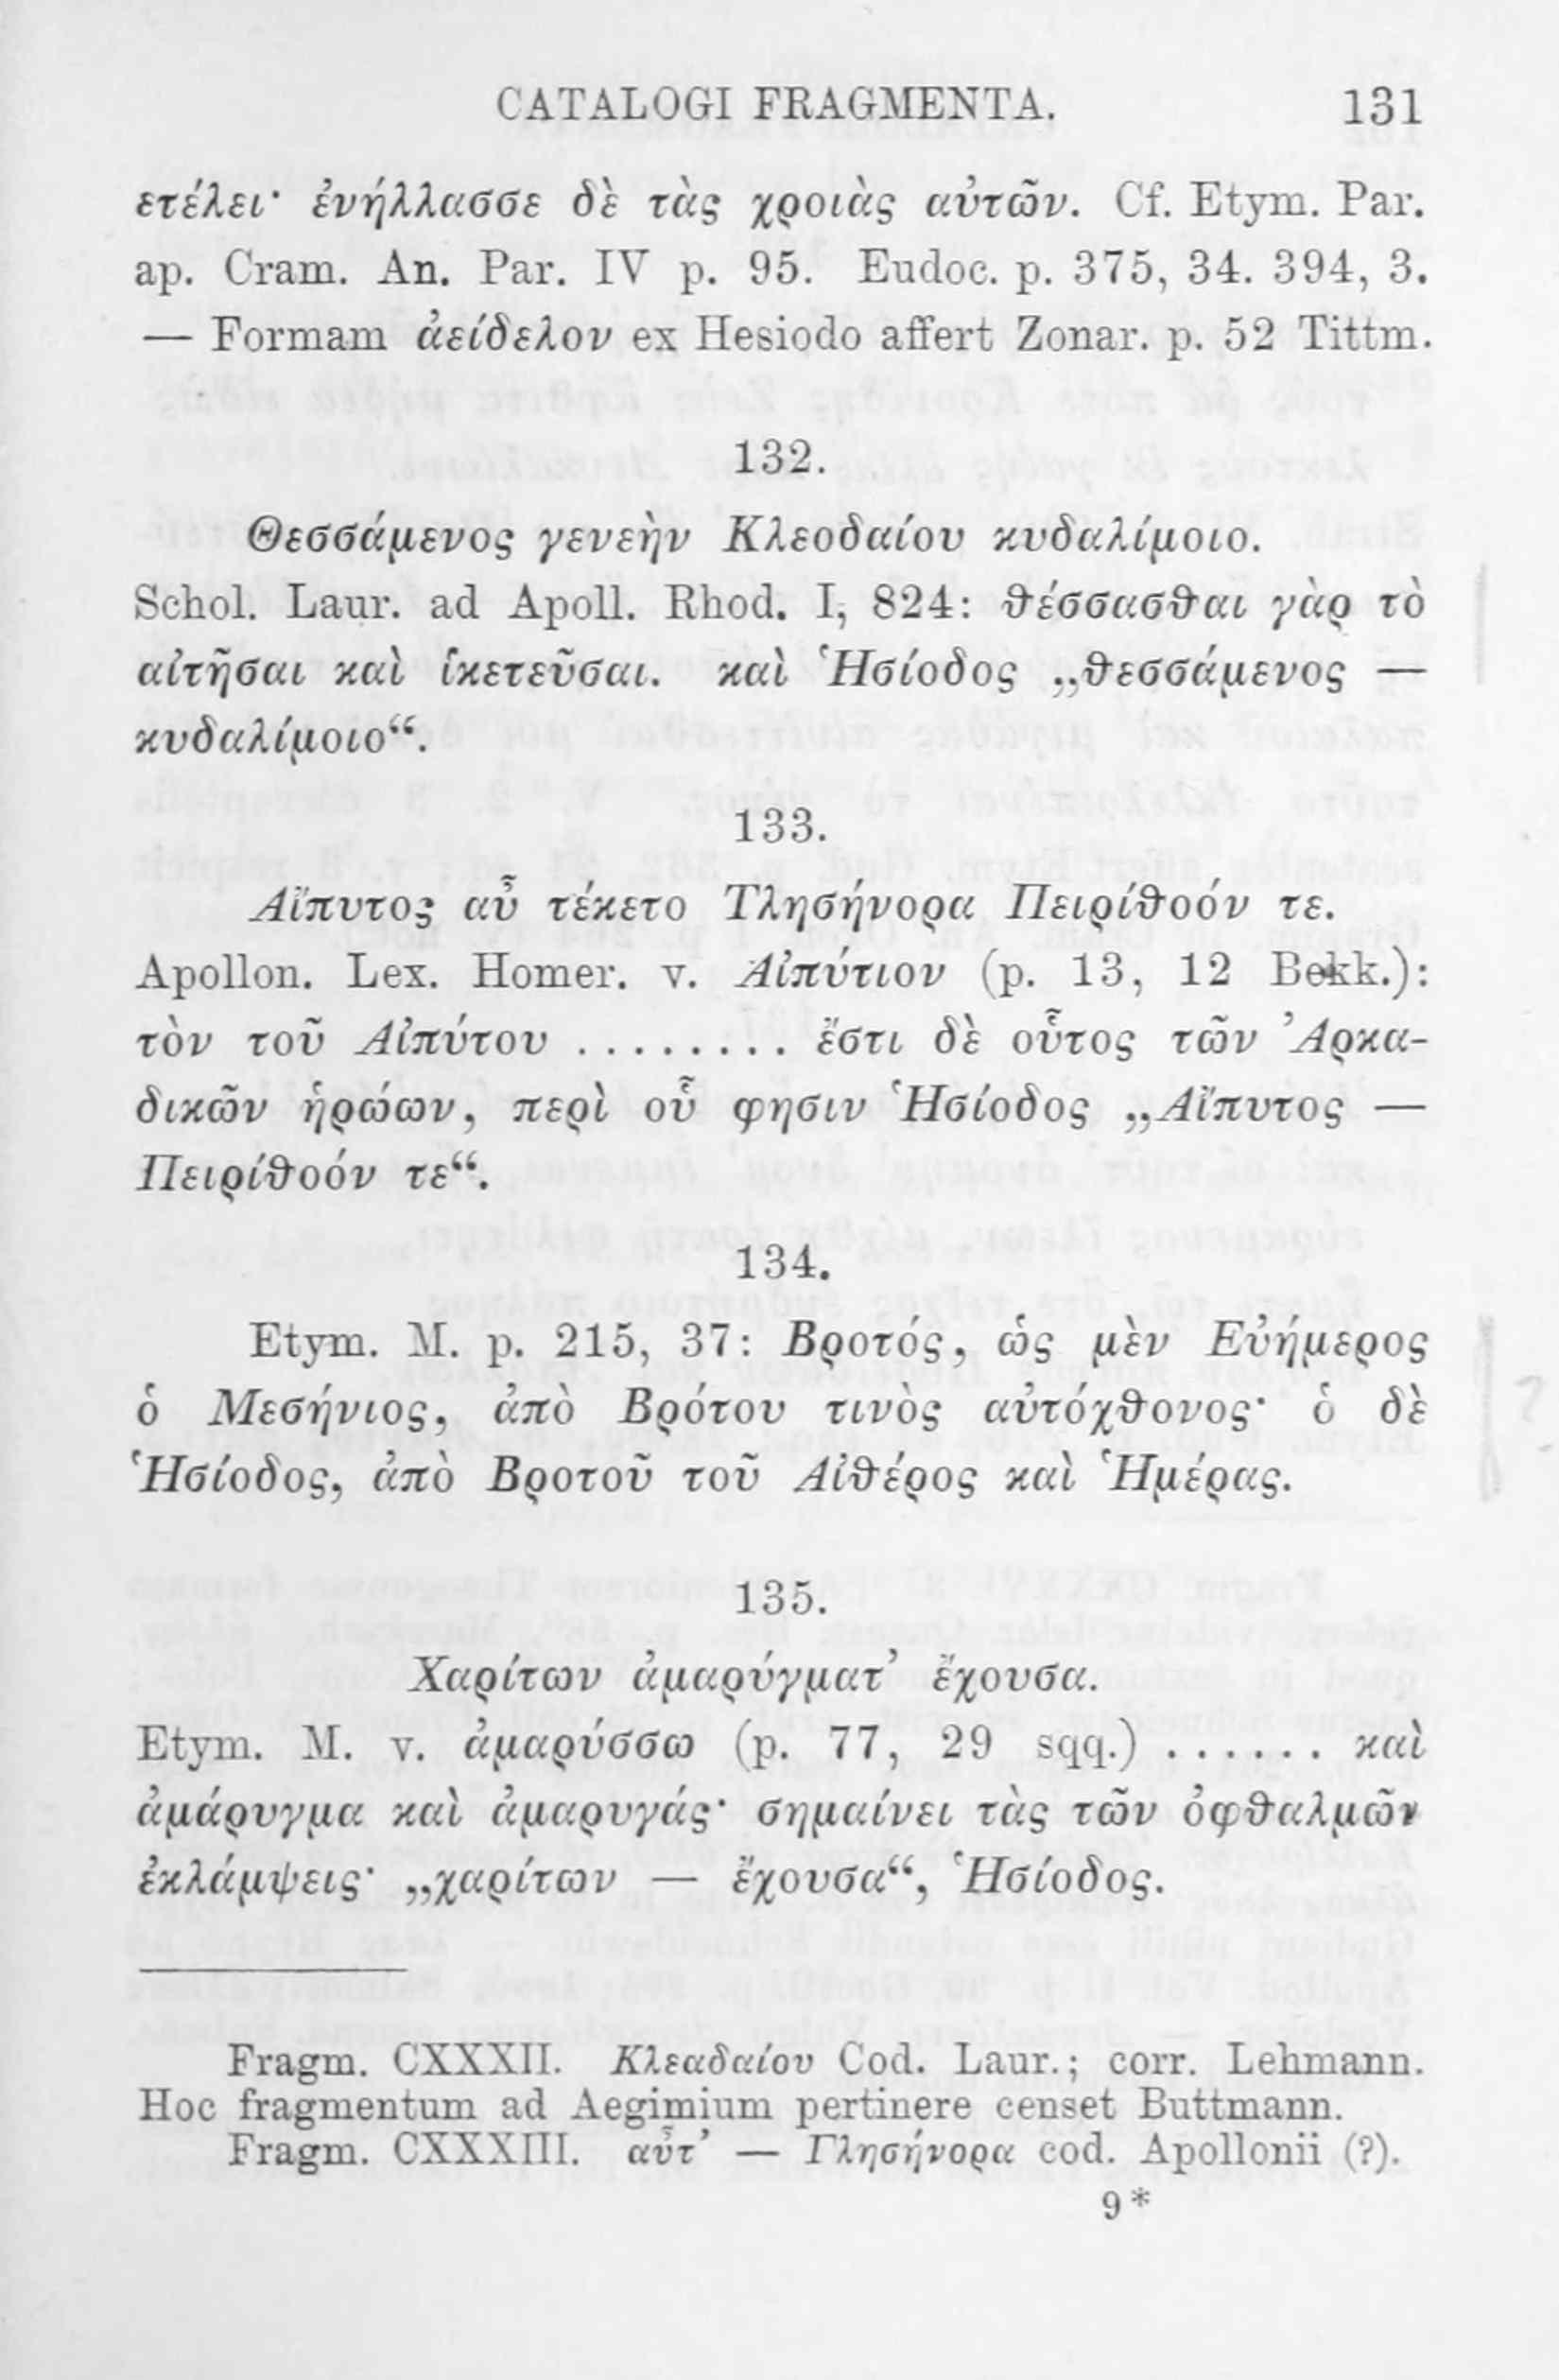 CATALOGI FRAGMENTA. 131
ετέλει· ἐνήλλασσε δὲ τὰς χροιὰς αὐτῶν. Cf. Etym. Par.
ap. Cram. An. Par. IV p. 95. Eudoc. p. 375, 34. 394, 3.
— Formam ἀείδελον ex Hesiodo affert Zonar. p. 52 Tittm.
132.
Θεσσάμενος γενεὴν Κλεοδαίου κυδαλίμοιο.
Schol. Laur. ad Apoll. Rhod. I, 824: θέσσασθαι γὰρ τὸ
αἰτῆσαι καὶ ἱκετεῦσαι. καὶ Ἡσίοδος „θεσσάμενος —
κυδαλίμοιο“.
133.
Αἴπυτος αὖ τέκετο Τλησήνορα Πειρίθοόν τε.
Apollon. Lex. Homer. v. Αἰπύτιον (p. 13, 12 Bekk.):
τὸν τοῦ Αἰπύτου ......... ἔστι δὲ οὗτος τῶν Ἀρκα-
δικῶν ἡρώων, περὶ οὗ φησιν Ἡσίοδος „Αἴπυτος —
Πειρίθοόν τε“.
134.
Etym. M. p. 215, 37: Βροτός, ὡς μὲν Εὐήμερος
ὁ Μεσήνιος, ἀπὸ Βρότου τινὸς αὐτόχθονος· ὁ δὲ
Ἡσίοδος, ἀπὸ Βροτοῦ τοῦ Αἰθέρος καὶ Ἡμέρας.
135.
Χαρίτων ἀμαρύγματ’ ἔχουσα.
Etym. M. v. ἀμαρύσσω (p. 77, 29 sqq.) ...... καὶ
ἀμάρυγμα καὶ ἀμαρυγάς· σημαίνει τὰς τῶν ὀφθαλμῶν
ἐκλάμψεις· „χαρίτων — ἔχουσα“, Ἡσίοδος.
Fragm. CXXXII. Κλεαδαίου Cod. Laur.; corr. Lehmann.
Hoc fragmentum ad Aegimium pertinere censet Buttmann.
Fragm. CXXXIII. αὖτ’ — Γλησήνορα cod. Apollonii (?).
9*